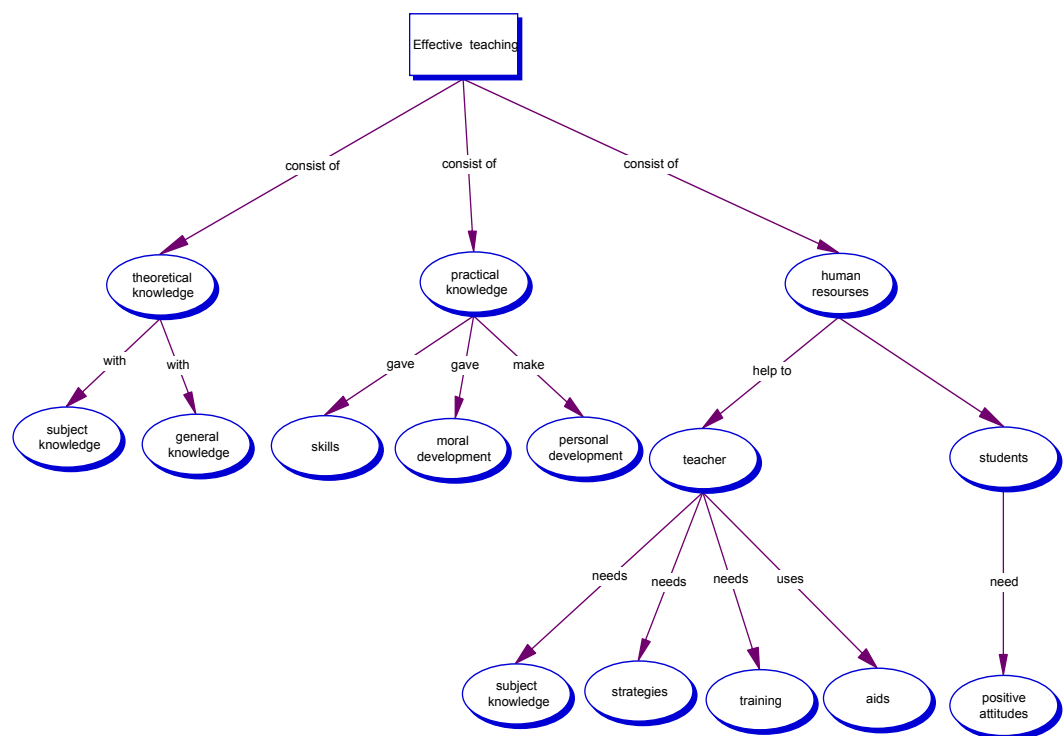 Effective teaching
consist of
consist of
consist of
theoretical
knowledge
practical
knowledge
human
resourses
with
with
gave
gave
make
help to
subject
knowledge
general
knowledge
skills
moral
development
personal
development
teacher
students
needs
needs
needs
uses
need
subject
knowledge
strategies
training
aids
positive
attitudes